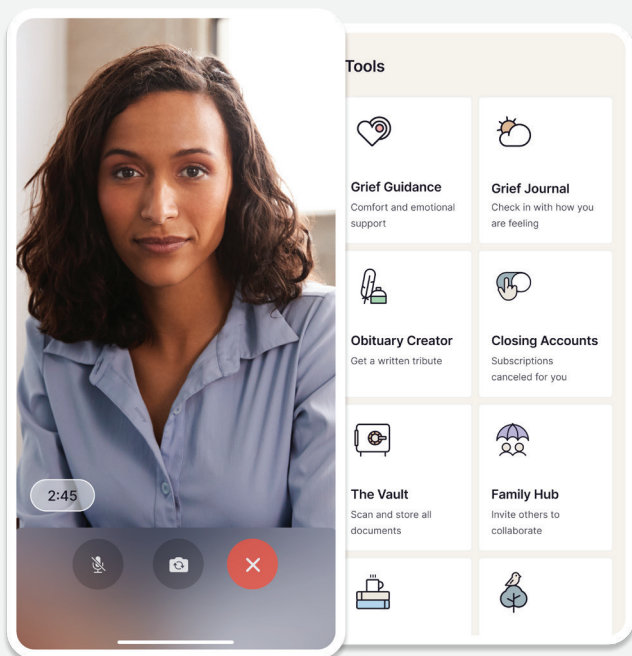 2:45
Tools
Grief Guidance
Comfort and emotional
support
Grief Journal
Check in with how you
are feeling
Obituary Creator
Get a written tribute
Closing Accounts
Subscriptions
canceled for you
The Vault
Scan and store all
documents
Family Hub
Invite others to
collaborate